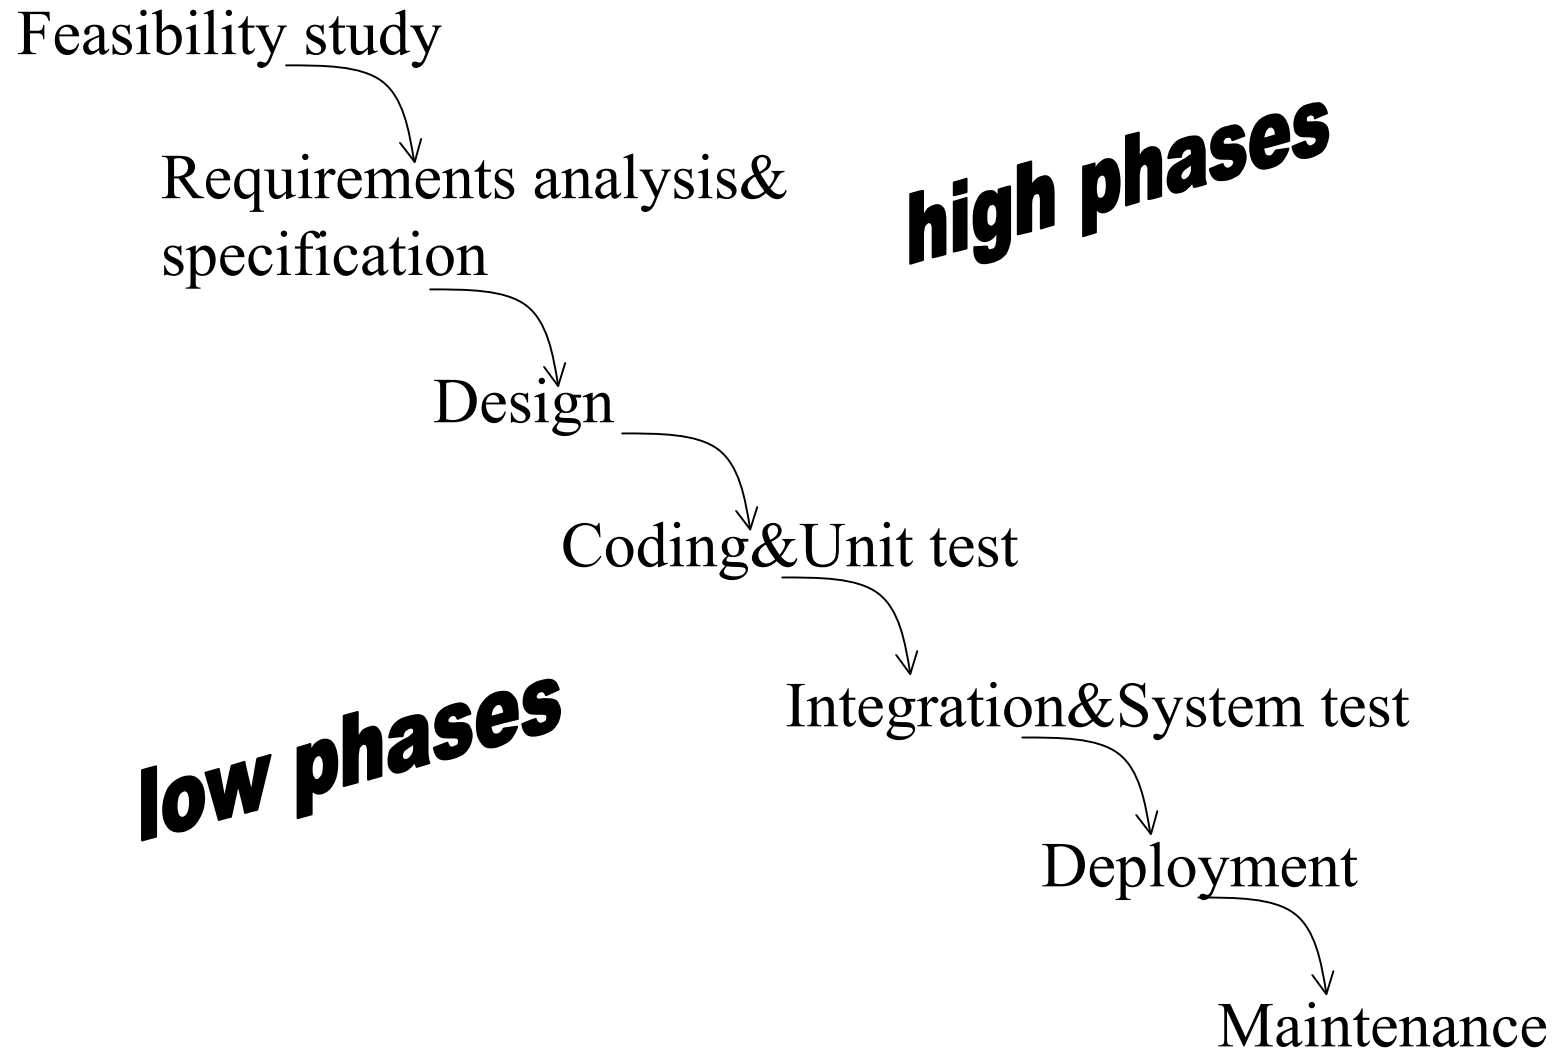 Feasibility study
Requirements analysis&
specification
high phases
Design
Coding&Unit test
Integration&System test
low phases
Deployment
Maintenance